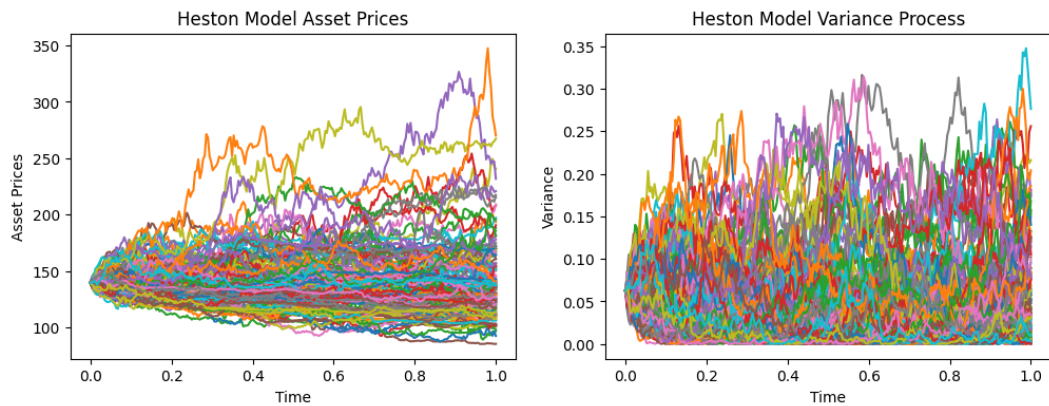 Heston Model Asset Prices
Asset Prices
350
300
250
200
150
100
0.0 0.2 0.4 0.6 0.8 1.0
Time
Heston Model Variance Process
Variance
0.35
0.30
0.25
0.20
0.15
0.10
0.05
0.00
0.0 0.2 0.4 0.6 0.8 1.0
Time